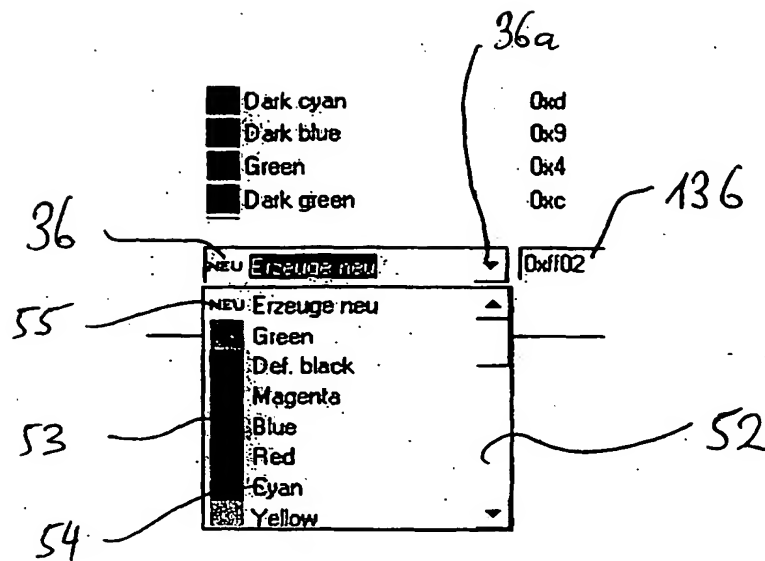 36a
Dark cyan 0xd
Dark blue 0x9
Green 0x4
Dark green 0xc
136
36
NEU Erzeuge neu 0xff02
55
NEU Erzeuge neu
Green
Def. black
Magenta
53
Blue
52
Red
Cyan
54
Yellow